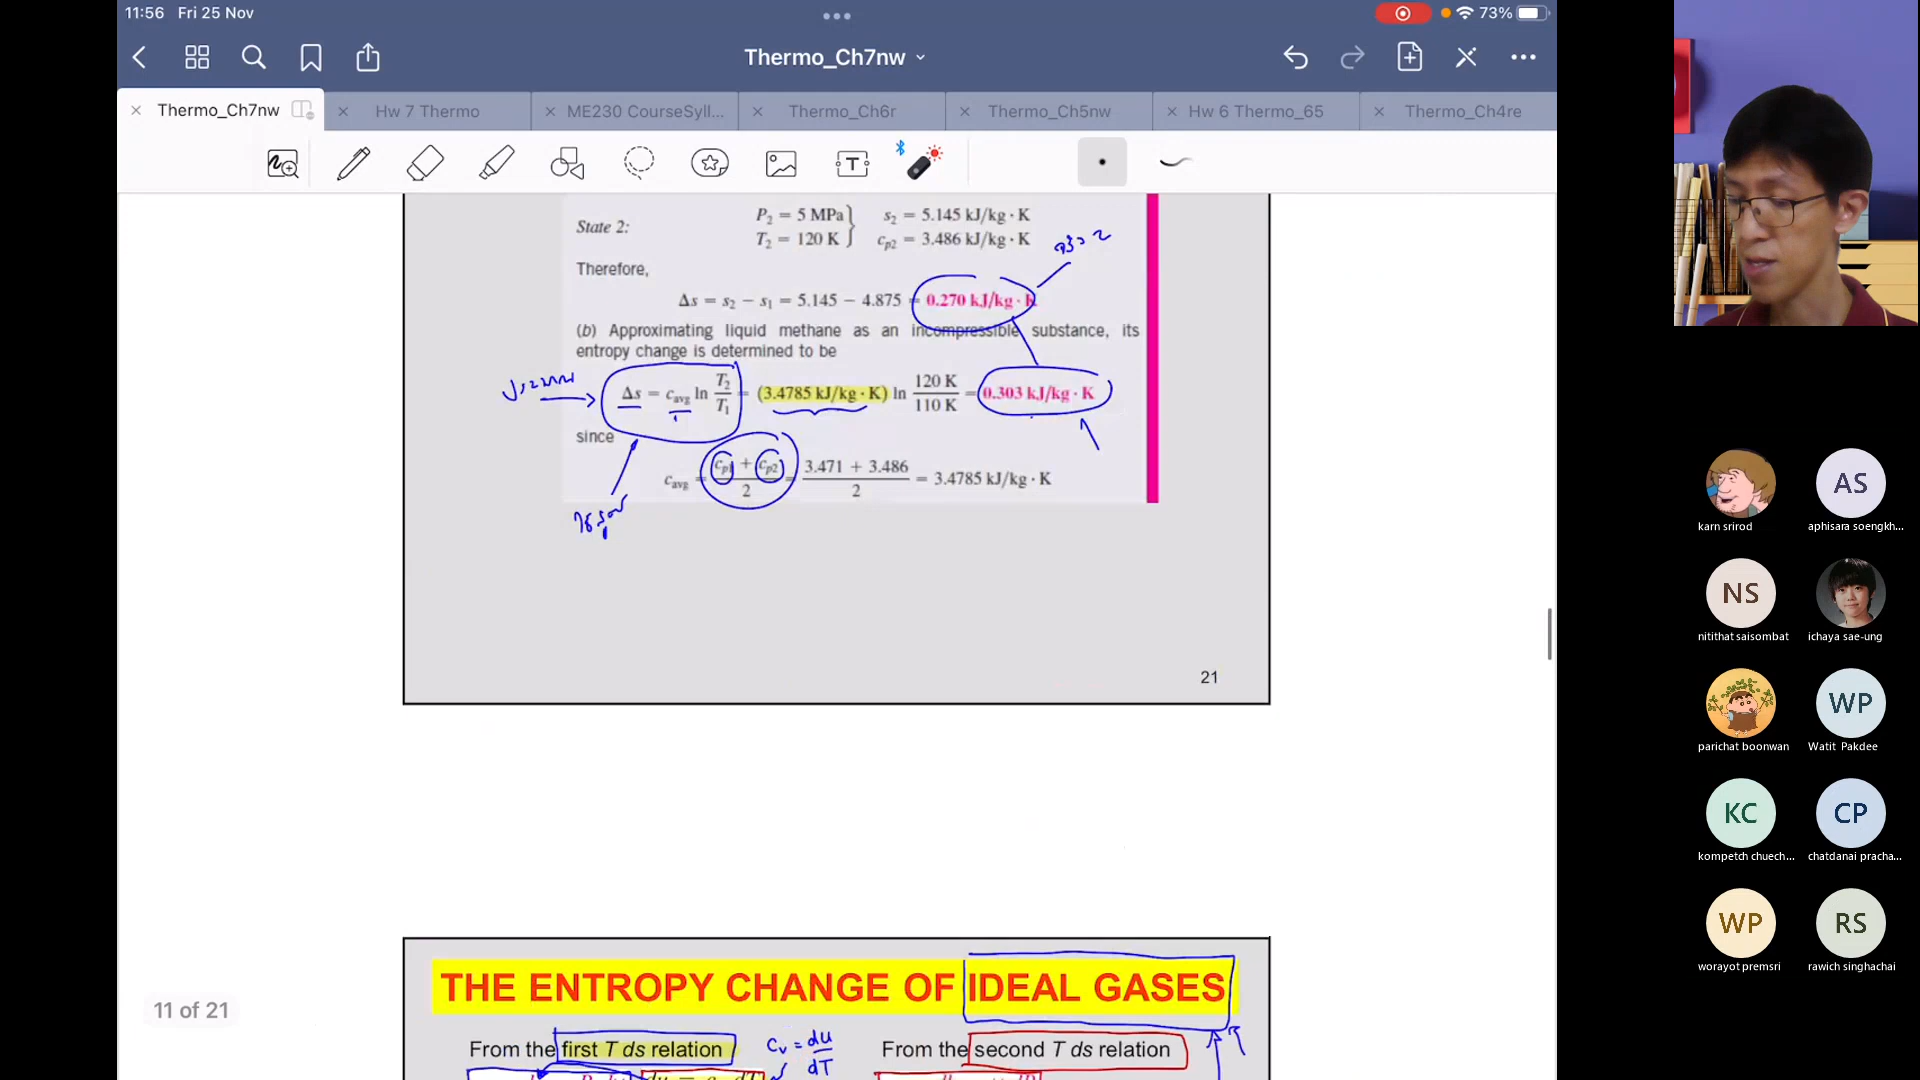 11:56 Fri 25 Nov
73%
Thermo_Ch7nw
Thermo_Ch7nw
Hw 7 Thermo
ME230 CourseSyll...
Thermo_Ch6r
Thermo_Ch5nw
Hw 6 Thermo_65
Thermo_Ch4re
State 2:
P₂ = 5 MPa } s₂ = 5.145 kJ/kg · K
T₂ = 120 K } cₚ₂ = 3.486 kJ/kg · K
Therefore,
Δs = s₂ − s₁ = 5.145 − 4.875 = 0.270 kJ/kg · K
(b) Approximating liquid methane as an incompressible substance, its
entropy change is determined to be
Δs = c_avg ln T₂/T₁ = (3.4785 kJ/kg · K) ln 120 K/110 K = 0.303 kJ/kg · K
since
c_avg = (cₚ₁ + cₚ₂)/2 = (3.471 + 3.486)/2 = 3.4785 kJ/kg · K
21
THE ENTROPY CHANGE OF IDEAL GASES
From the first T ds relation
Cv = du/dT
From the second T ds relation
11 of 21
karn srirod
AS
aphisara soengkh...
NS
nitithat saisombat
ichaya sae-ung
parichat boonwan
WP
Watit Pakdee
KC
kompetch chuech...
CP
chatdanai pracha...
WP
worayot premsri
RS
rawich singhachai